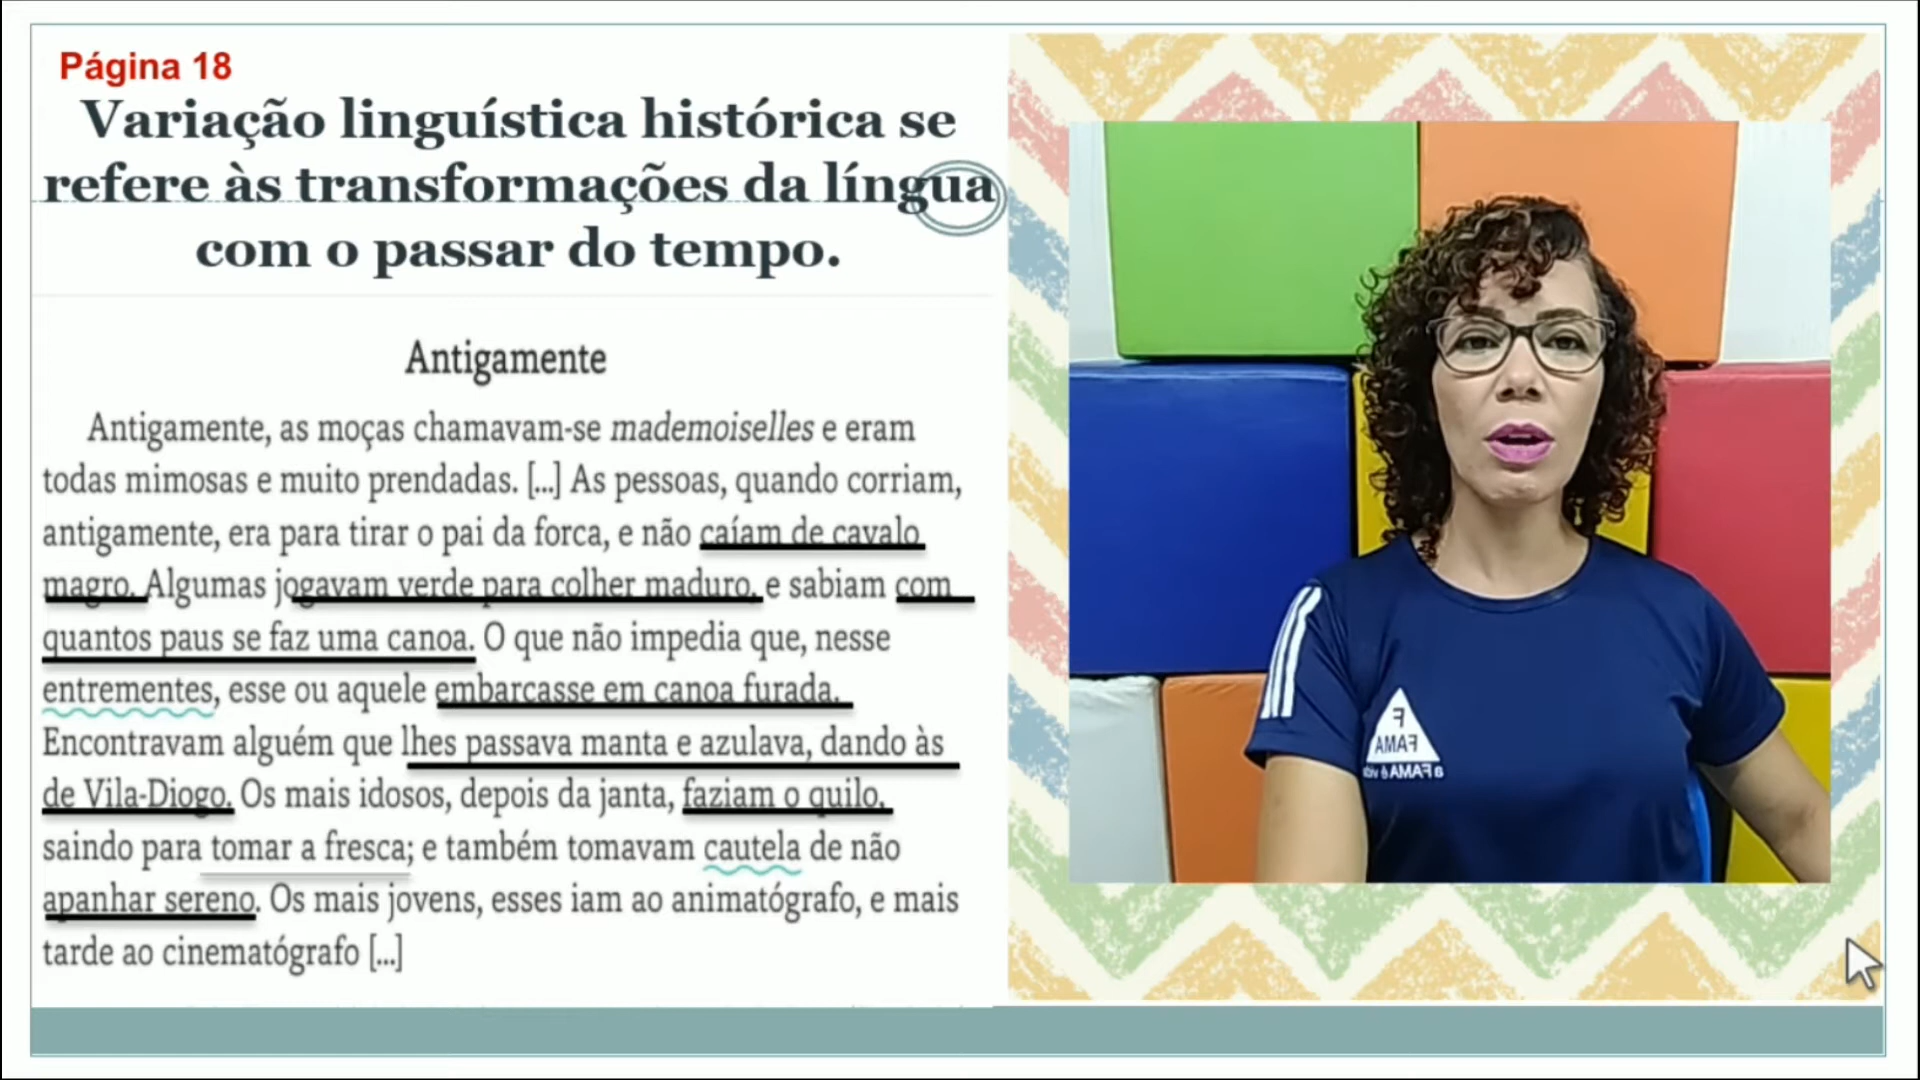 Página 18
Variação linguística histórica se
refere às transformações da língua
com o passar do tempo.
Antigamente
Antigamente, as moças chamavam-se mademoiselles e eram
todas mimosas e muito prendadas. [...] As pessoas, quando corriam,
antigamente, era para tirar o pai da forca, e não caíam de cavalo
magro. Algumas jogavam verde para colher maduro, e sabiam com
quantos paus se faz uma canoa. O que não impedia que, nesse
entrementes, esse ou aquele embarcasse em canoa furada.
Encontravam alguém que lhes passava manta e azulava, dando às
de Vila-Diogo. Os mais idosos, depois da janta, faziam o quilo,
saindo para tomar a fresca; e também tomavam cautela de não
apanhar sereno. Os mais jovens, esses iam ao animatógrafo, e mais
tarde ao cinematógrafo [...]
F
FAMA
a FAMA é